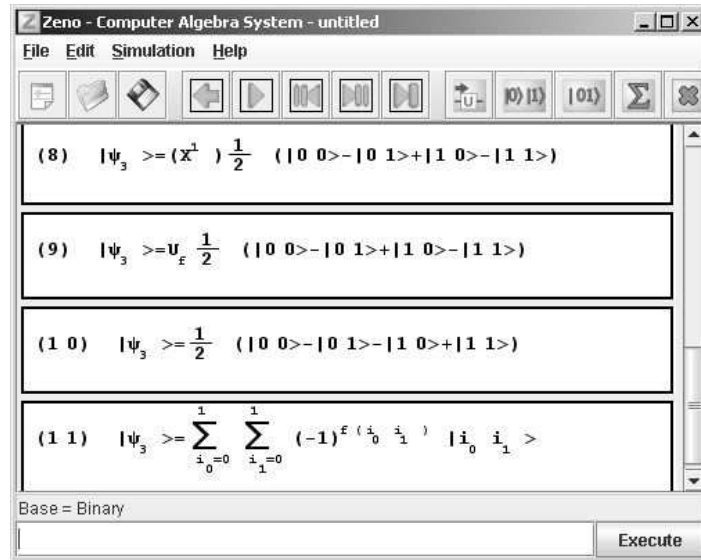 Zeno - Computer Algebra System - untitled
File Edit Simulation Help
U |0⟩|1⟩ |01⟩ Σ
(8) |ψ₃ >=(X¹ ) 1/2 (|0 0>-|0 1>+|1 0>-|1 1>)
(9) |ψ₃ >=U_f 1/2 (|0 0>-|0 1>+|1 0>-|1 1>)
(1 0) |ψ₃ >= 1/2 (|0 0>-|0 1>-|1 0>+|1 1>)
(1 1) |ψ₃ >= ∑_{i₀=0}^{1} ∑_{i₁=0}^{1} (-1)^{f(i₀ i₁ )} |i₀ i₁ >
Base = Binary
Execute